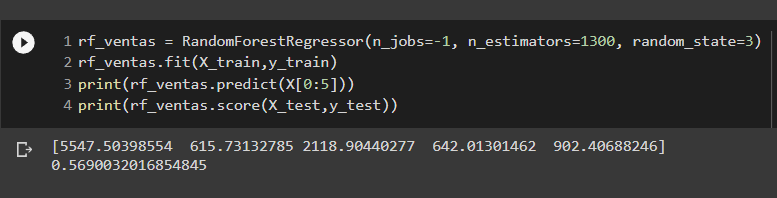 1 rf_ventas = RandomForestRegressor(n_jobs=-1, n_estimators=1300, random_state=3)
2 rf_ventas.fit(X_train,y_train)
3 print(rf_ventas.predict(X[0:5]))
4 print(rf_ventas.score(X_test,y_test))
[5547.50398554  615.73132785 2118.90440277  642.01301462  902.40688246]
0.5690032016854845